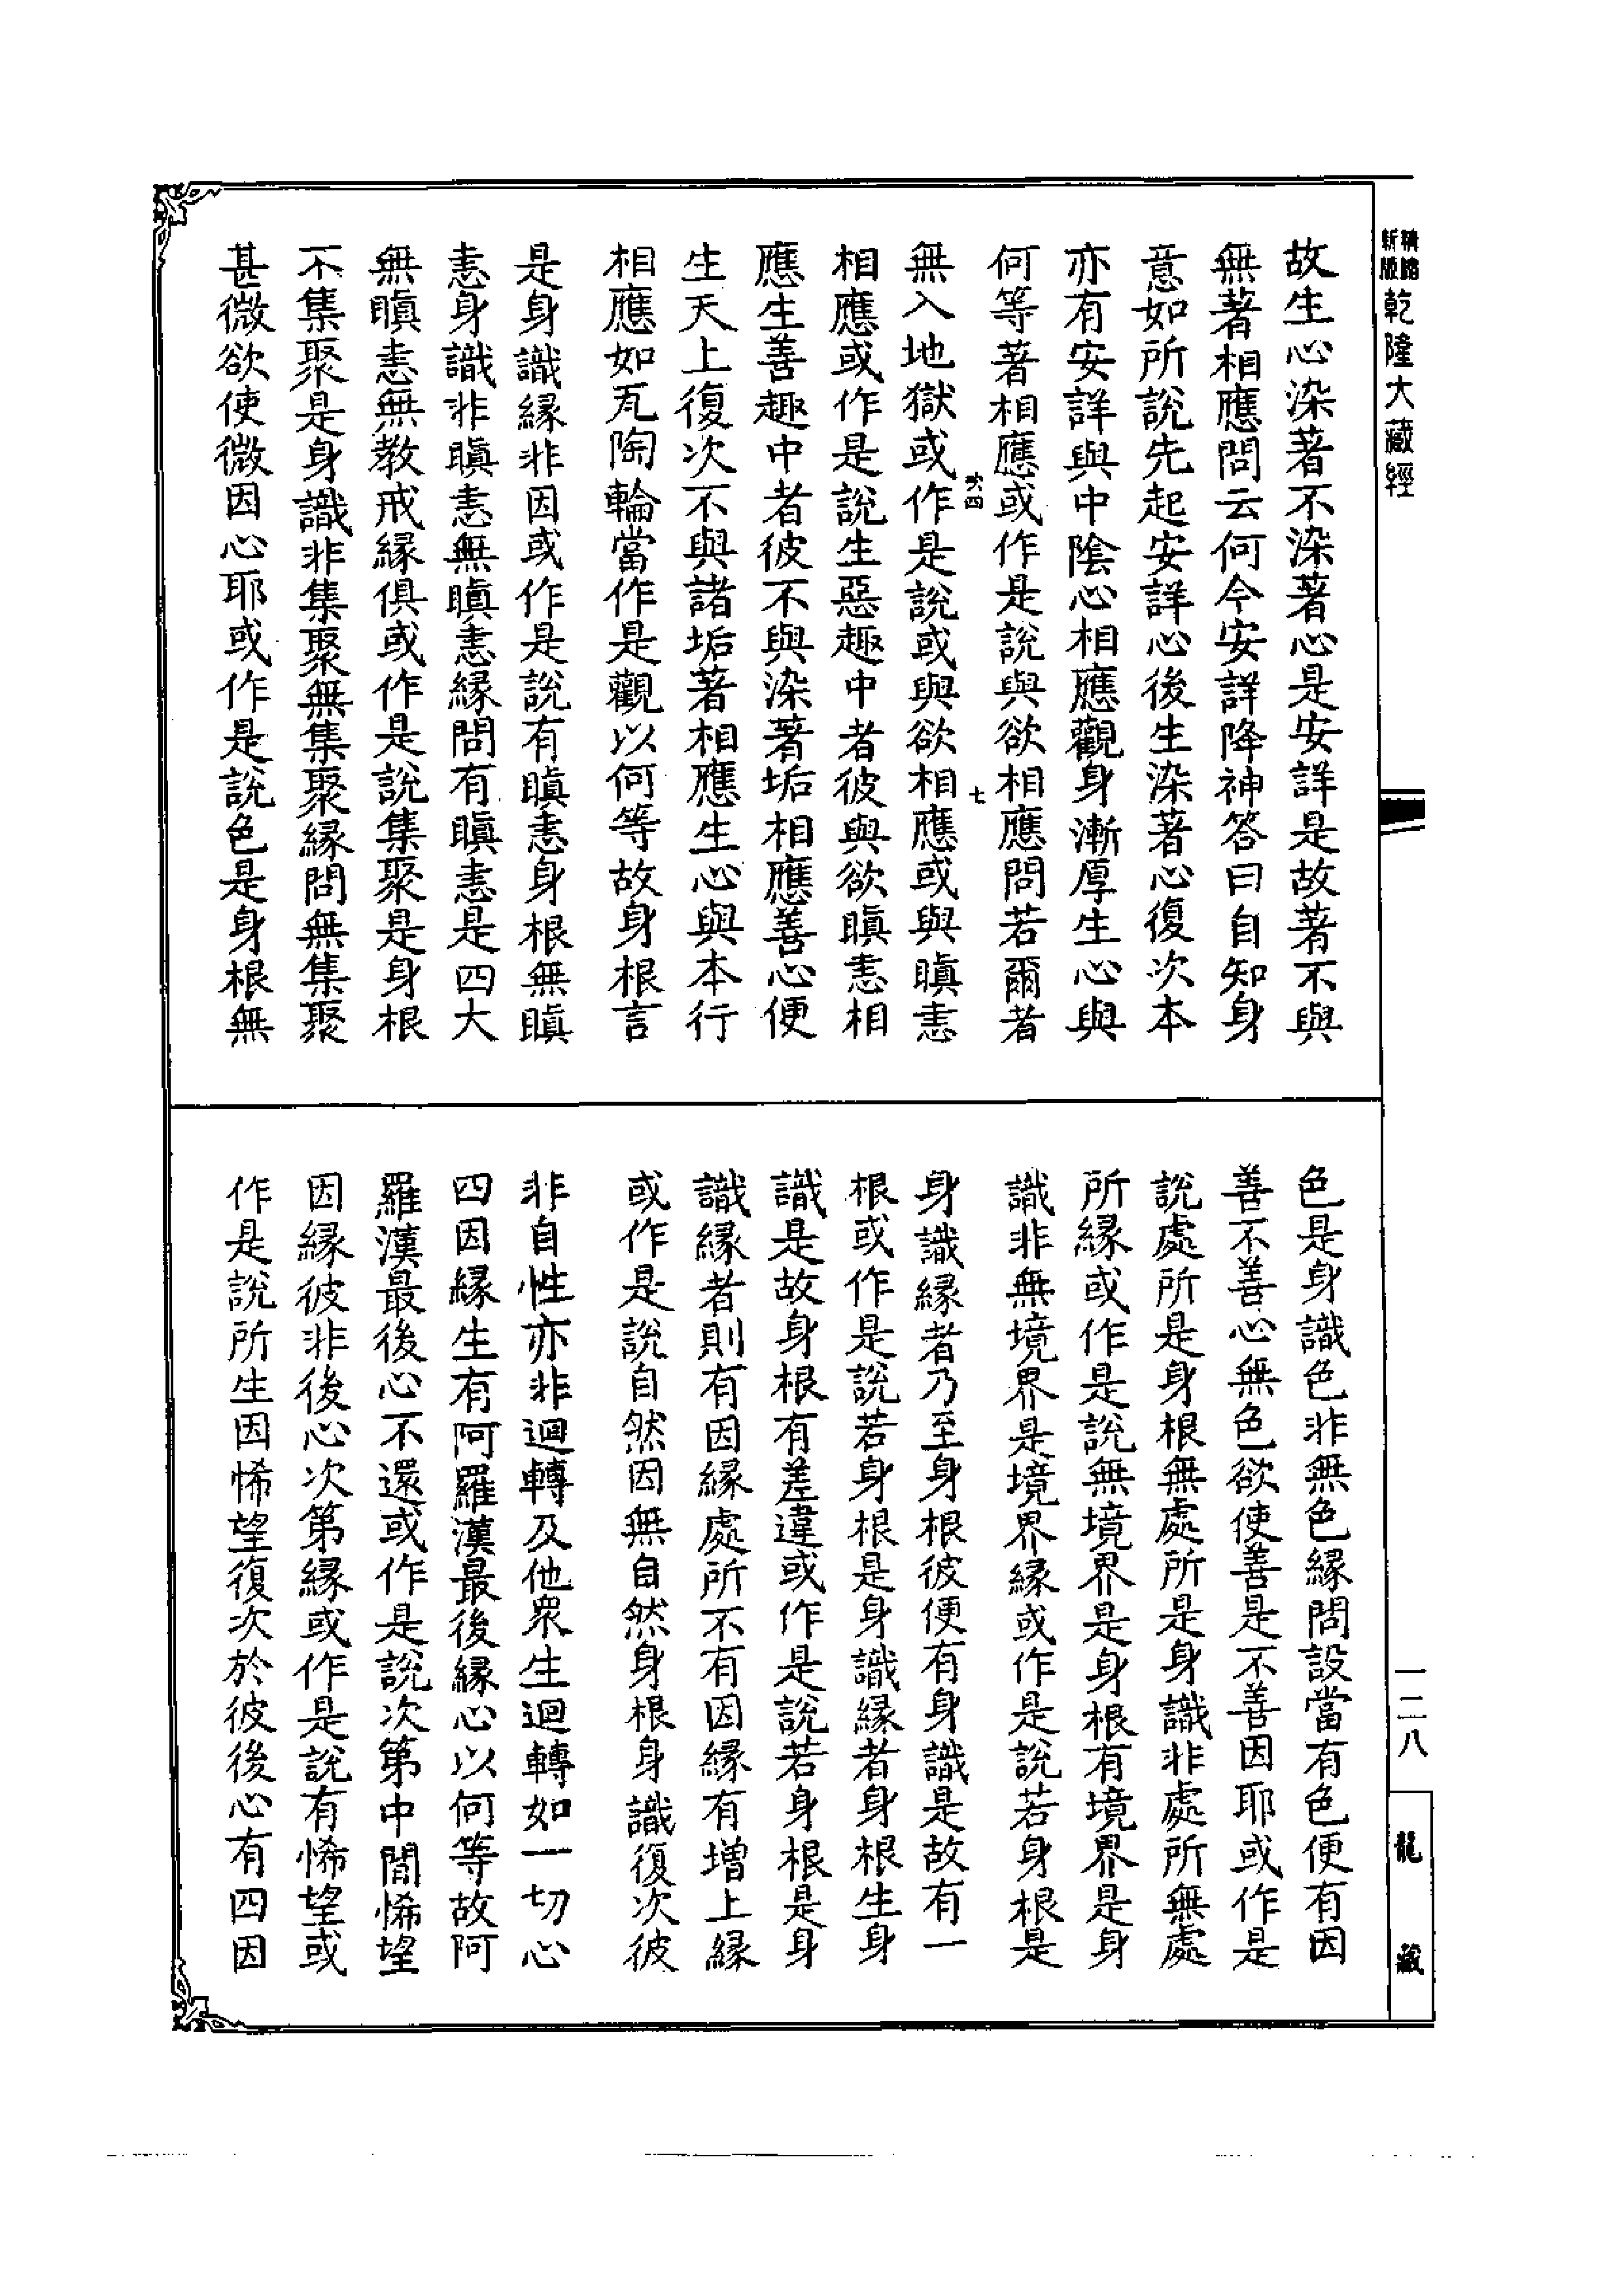 精縮新版
乾隆大藏經
故生心染著不染著心是安詳是故著不與
無著相應問云何今安詳降神答曰自知身
意如所說先起安詳心後生染著心復次本
亦有安詳與中陰心相應觀身漸厚生心與
何等著相應或作是說與欲相應問若爾者
四
七
無入地獄或作是說或與欲相應或與瞋恚
相應或作是說生惡趣中者彼與欲瞋恚相
應生善趣中者彼不與染著垢相應善心便
生天上復次不與諸垢著相應生心與本行
相應如瓦陶輪當作是觀以何等故身根言
是身識緣非因或作是說有瞋恚身根無瞋
恚身識非瞋恚無瞋恚緣問有瞋恚是四大
無瞋恚無教戒緣俱或作是說集聚是身根
不集聚是身識非集聚無集聚緣問無集聚
甚微欲使微因心耶或作是說色是身根無
色是身識色非無色緣問設當有色便有因
善不善心無色欲使善是不善因耶或作是
說處所是身根無處所是身識非處所無處
所緣或作是說無境界是身根有境界是身
識非無境界是境界緣或作是說若身根是
身識緣者乃至身根彼便有身識是故有一
根或作是說若身根是身識緣者身根生身
識是故身根有差違或作是說若身根是身
識緣者則有因緣處所不有因緣有增上緣
或作是說自然因無自然身根身識復次彼
非自性亦非迴轉及他眾生迴轉如一切心
四因緣生有阿羅漢最後緣心以何等故阿
羅漢最後心不還或作是說次第中間悕望
因緣彼非後心次第緣或作是說有悕望或
作是說所生因悕望復次於彼後心有四因
一二八
龍藏